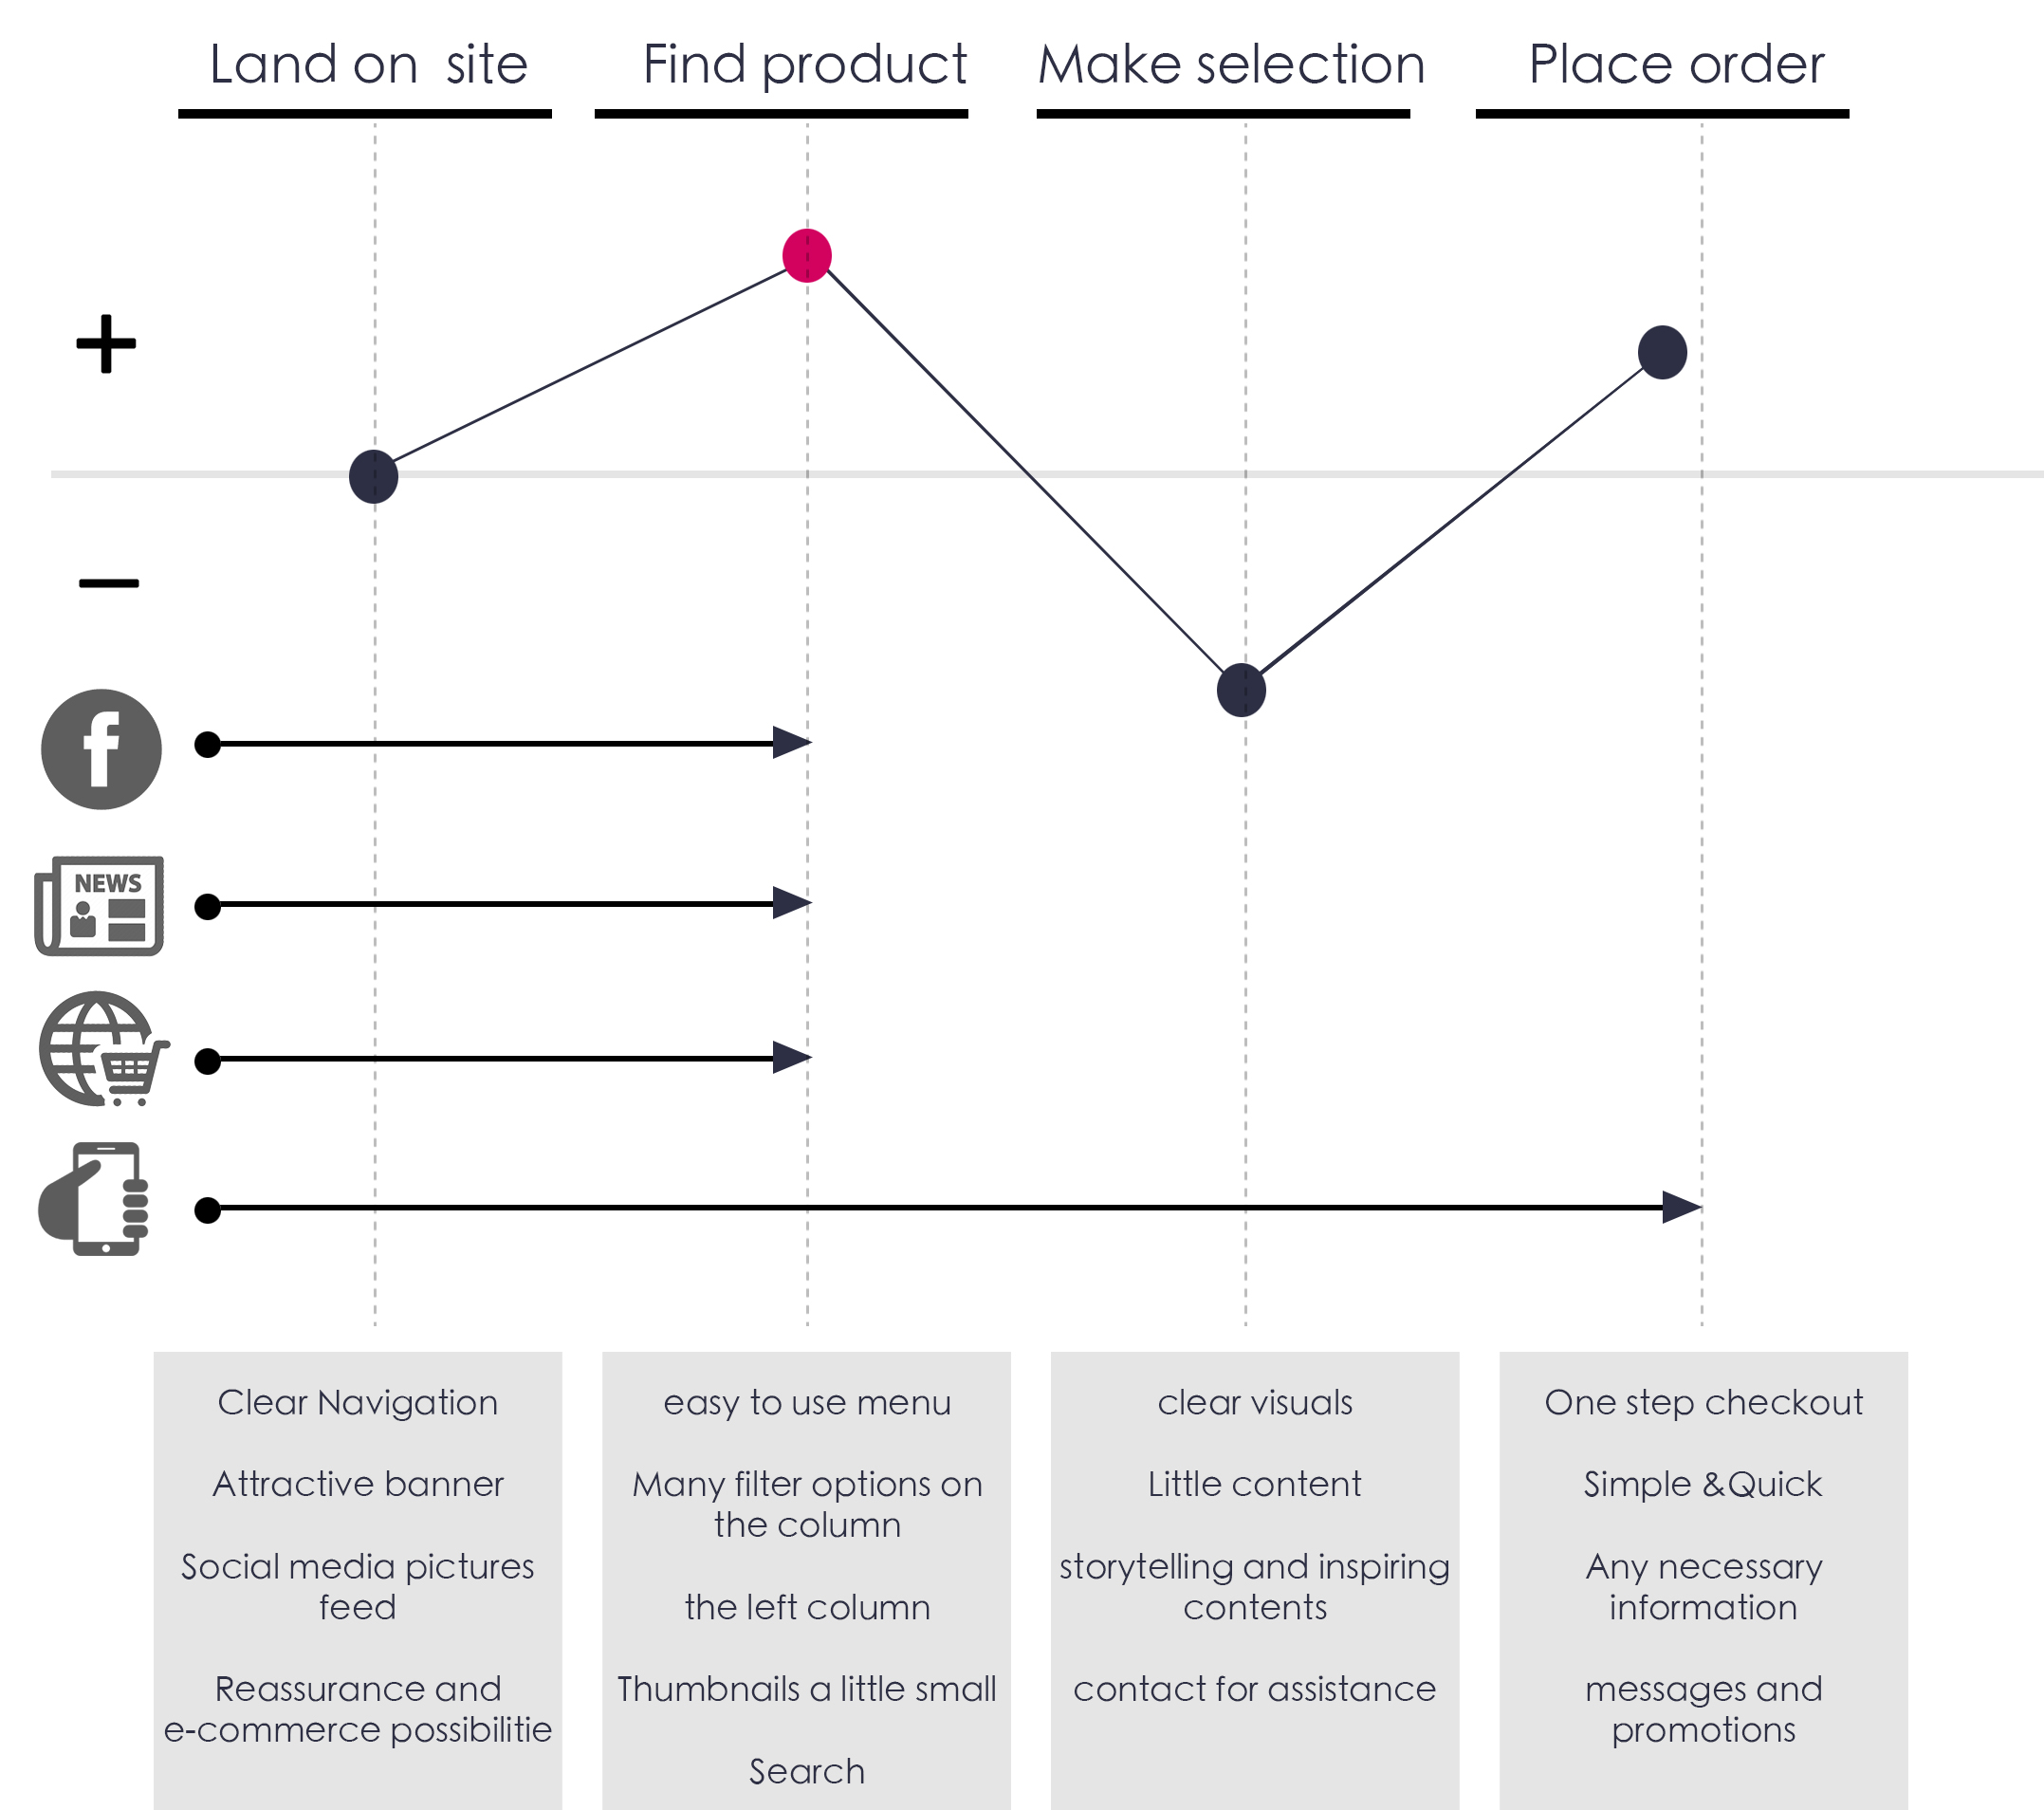 Land on  site
Find product
Make selection
Place order
+
−
f
NEWS
Clear Navigation
Attractive banner
Social media pictures
feed
Reassurance and
e-commerce possibilitie
easy to use menu
Many filter options on
the column
the left column
Thumbnails a little small
Search
clear visuals
Little content
storytelling and inspiring
contents
contact for assistance
One step checkout
Simple &Quick
Any necessary
information
messages and
promotions